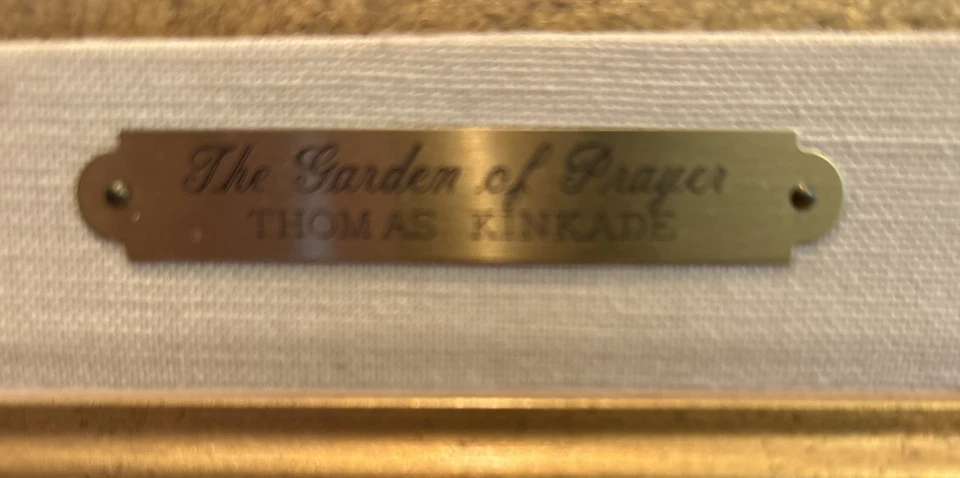 The Garden of Prayer
THOMAS KINKADE